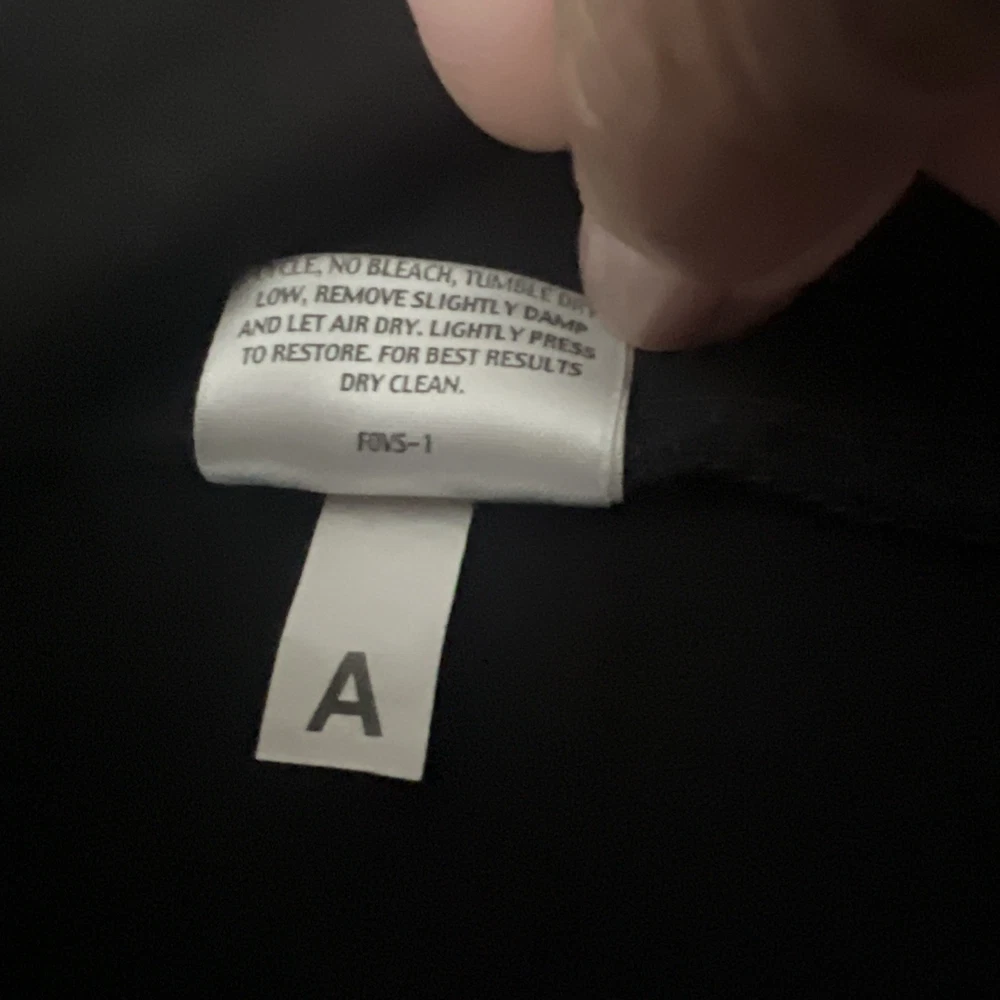 NO BLEACH, TUMBLE DRY
LOW, REMOVE SLIGHTLY DAMP
AND LET AIR DRY. LIGHTLY PRESS
TO RESTORE. FOR BEST RESULTS
DRY CLEAN.
A